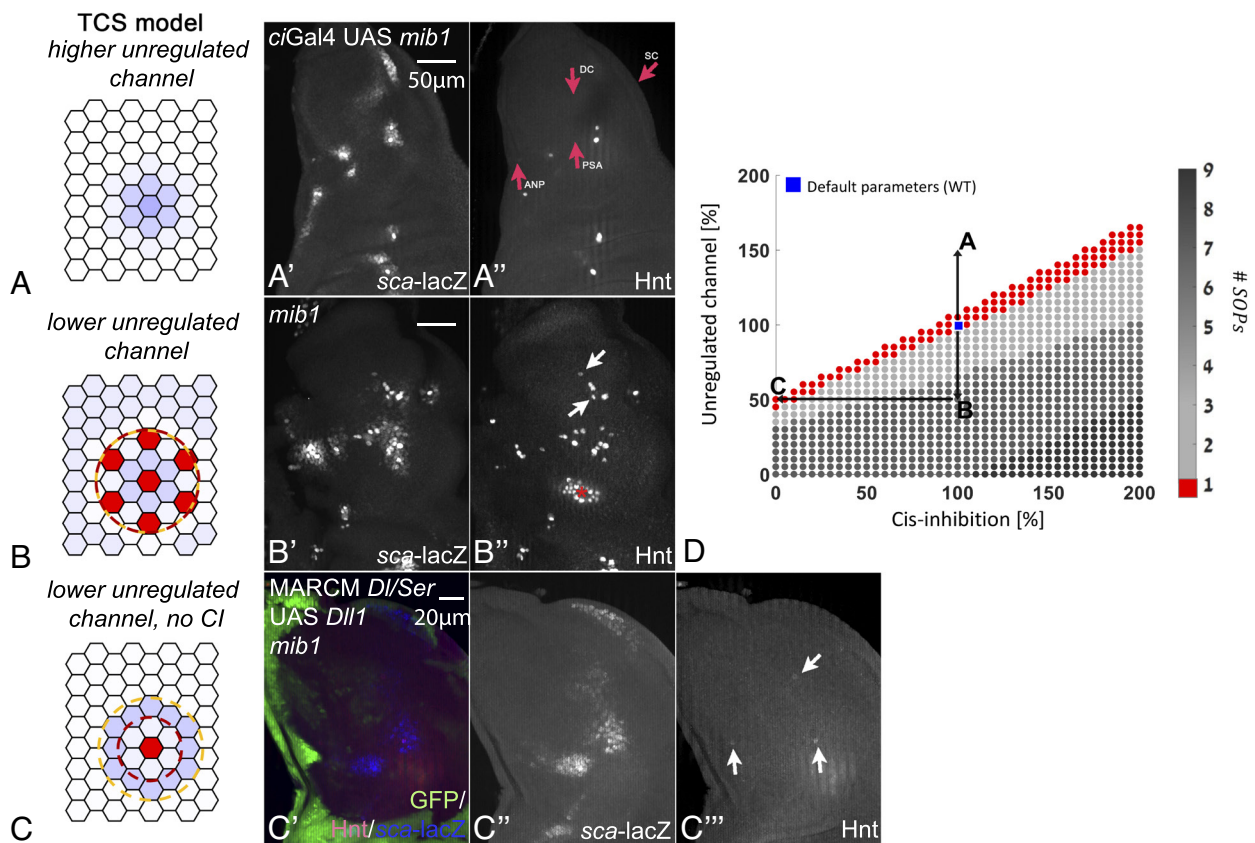 TCS model
higher unregulated
channel
A
ciGal4 UAS mib1
50μm
A'
sca-lacZ
DC
SC
PSA
ANP
A''
Hnt
lower unregulated
channel
B
mib1
B'
sca-lacZ
B''
Hnt
lower unregulated
channel, no CI
C
MARCM Dl/Ser
UAS Dll1
20μm
mib1
GFP/
Hnt/sca-lacZ
C'
C''
sca-lacZ
C'''
Hnt
D
Unregulated channel [%]
200
150
100
50
0
Default parameters (WT)
A
B
C
0
50
100
150
200
Cis-inhibition [%]
9
8
7
6
5
4
3
2
1
# SOPs